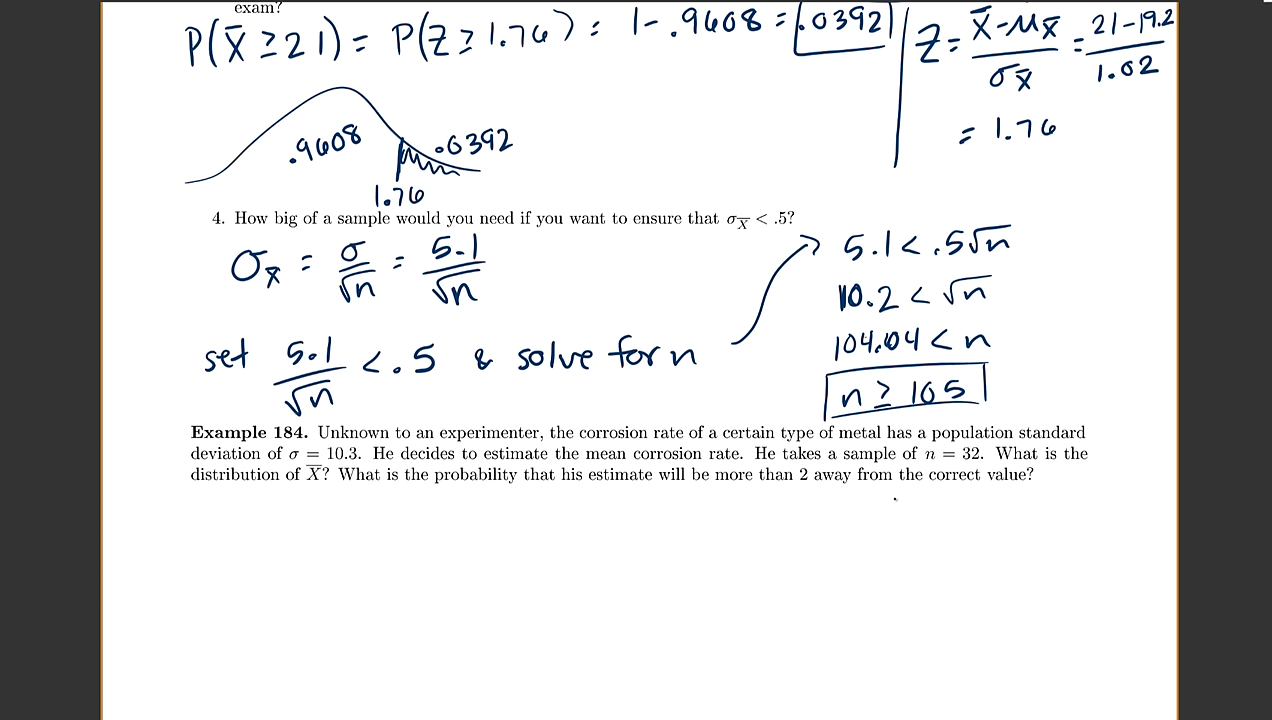 exam?
P(X̄ ≥ 21) = P(Z ≥ 1.76) = 1 - .9608 = .0392
Z = (X̄ - μx̄)/σx̄ = (21 - 19.2)/1.02
= 1.76
.9608
.0392
1.76
4. How big of a sample would you need if you want to ensure that σX̄ < .5?
σx̄ = σ/√n = 5.1/√n
set 5.1/√n < .5 & solve for n
5.1 < .5√n
10.2 < √n
104.04 < n
n ≥ 105
Example 184. Unknown to an experimenter, the corrosion rate of a certain type of metal has a population standard
deviation of σ = 10.3. He decides to estimate the mean corrosion rate. He takes a sample of n = 32. What is the
distribution of X̄? What is the probability that his estimate will be more than 2 away from the correct value?